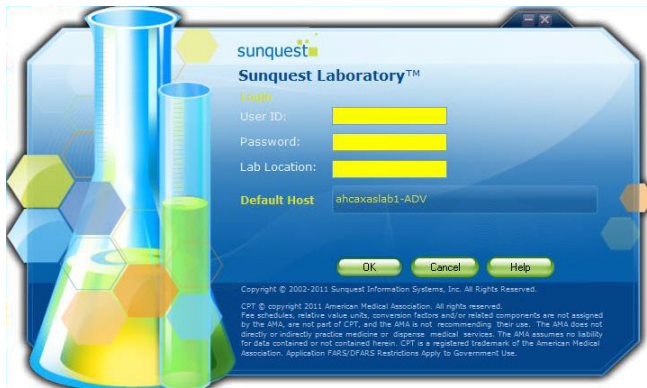 sunquest
Sunquest Laboratory™
Login
User ID:
Password:
Lab Location:
Default Host ahcaxaslab1-ADV
OK Cancel Help
Copyright © 2002-2011 Sunquest Information Systems, Inc. All Rights Reserved.
CPT © copyright 2011 American Medical Association. All rights reserved.
Fee schedules, relative value units, conversion factors and/or related components are not assigned
by the AMA, are not part of CPT, and the AMA is not recommending their use. The AMA does not
directly or indirectly practice medicine or dispense medical services. The AMA assumes no liability
for data contained or not contained herein. CPT is a registered trademark of the American Medical
Association. Application FARS/DFARS Restrictions Apply to Government Use.